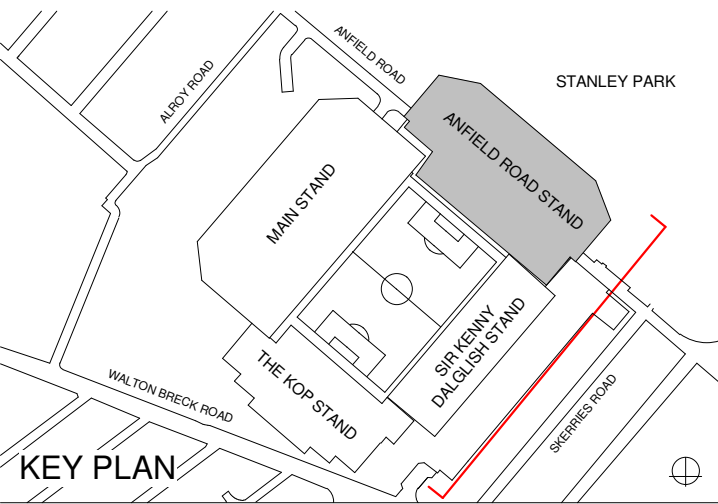 ANFIELD ROAD
STANLEY PARK
ALROY ROAD
ANFIELD ROAD STAND
MAIN STAND
SIR KENNY
DALGLISH STAND
THE KOP STAND
WALTON BRECK ROAD
SKERRIES ROAD
KEY PLAN